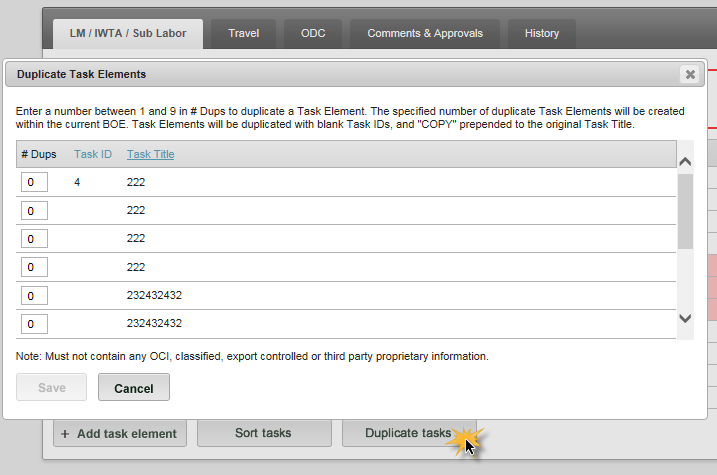 LM / IWTA / Sub Labor Travel ODC Comments & Approvals History
Duplicate Task Elements
Enter a number between 1 and 9 in # Dups to duplicate a Task Element. The specified number of duplicate Task Elements will be created
within the current BOE. Task Elements will be duplicated with blank Task IDs, and "COPY" prepended to the original Task Title.
# Dups Task ID Task Title
0 4 222
0 222
0 222
0 222
0 232432432
0 232432432
Note: Must not contain any OCI, classified, export controlled or third party proprietary information.
Save Cancel
+ Add task element Sort tasks Duplicate tasks